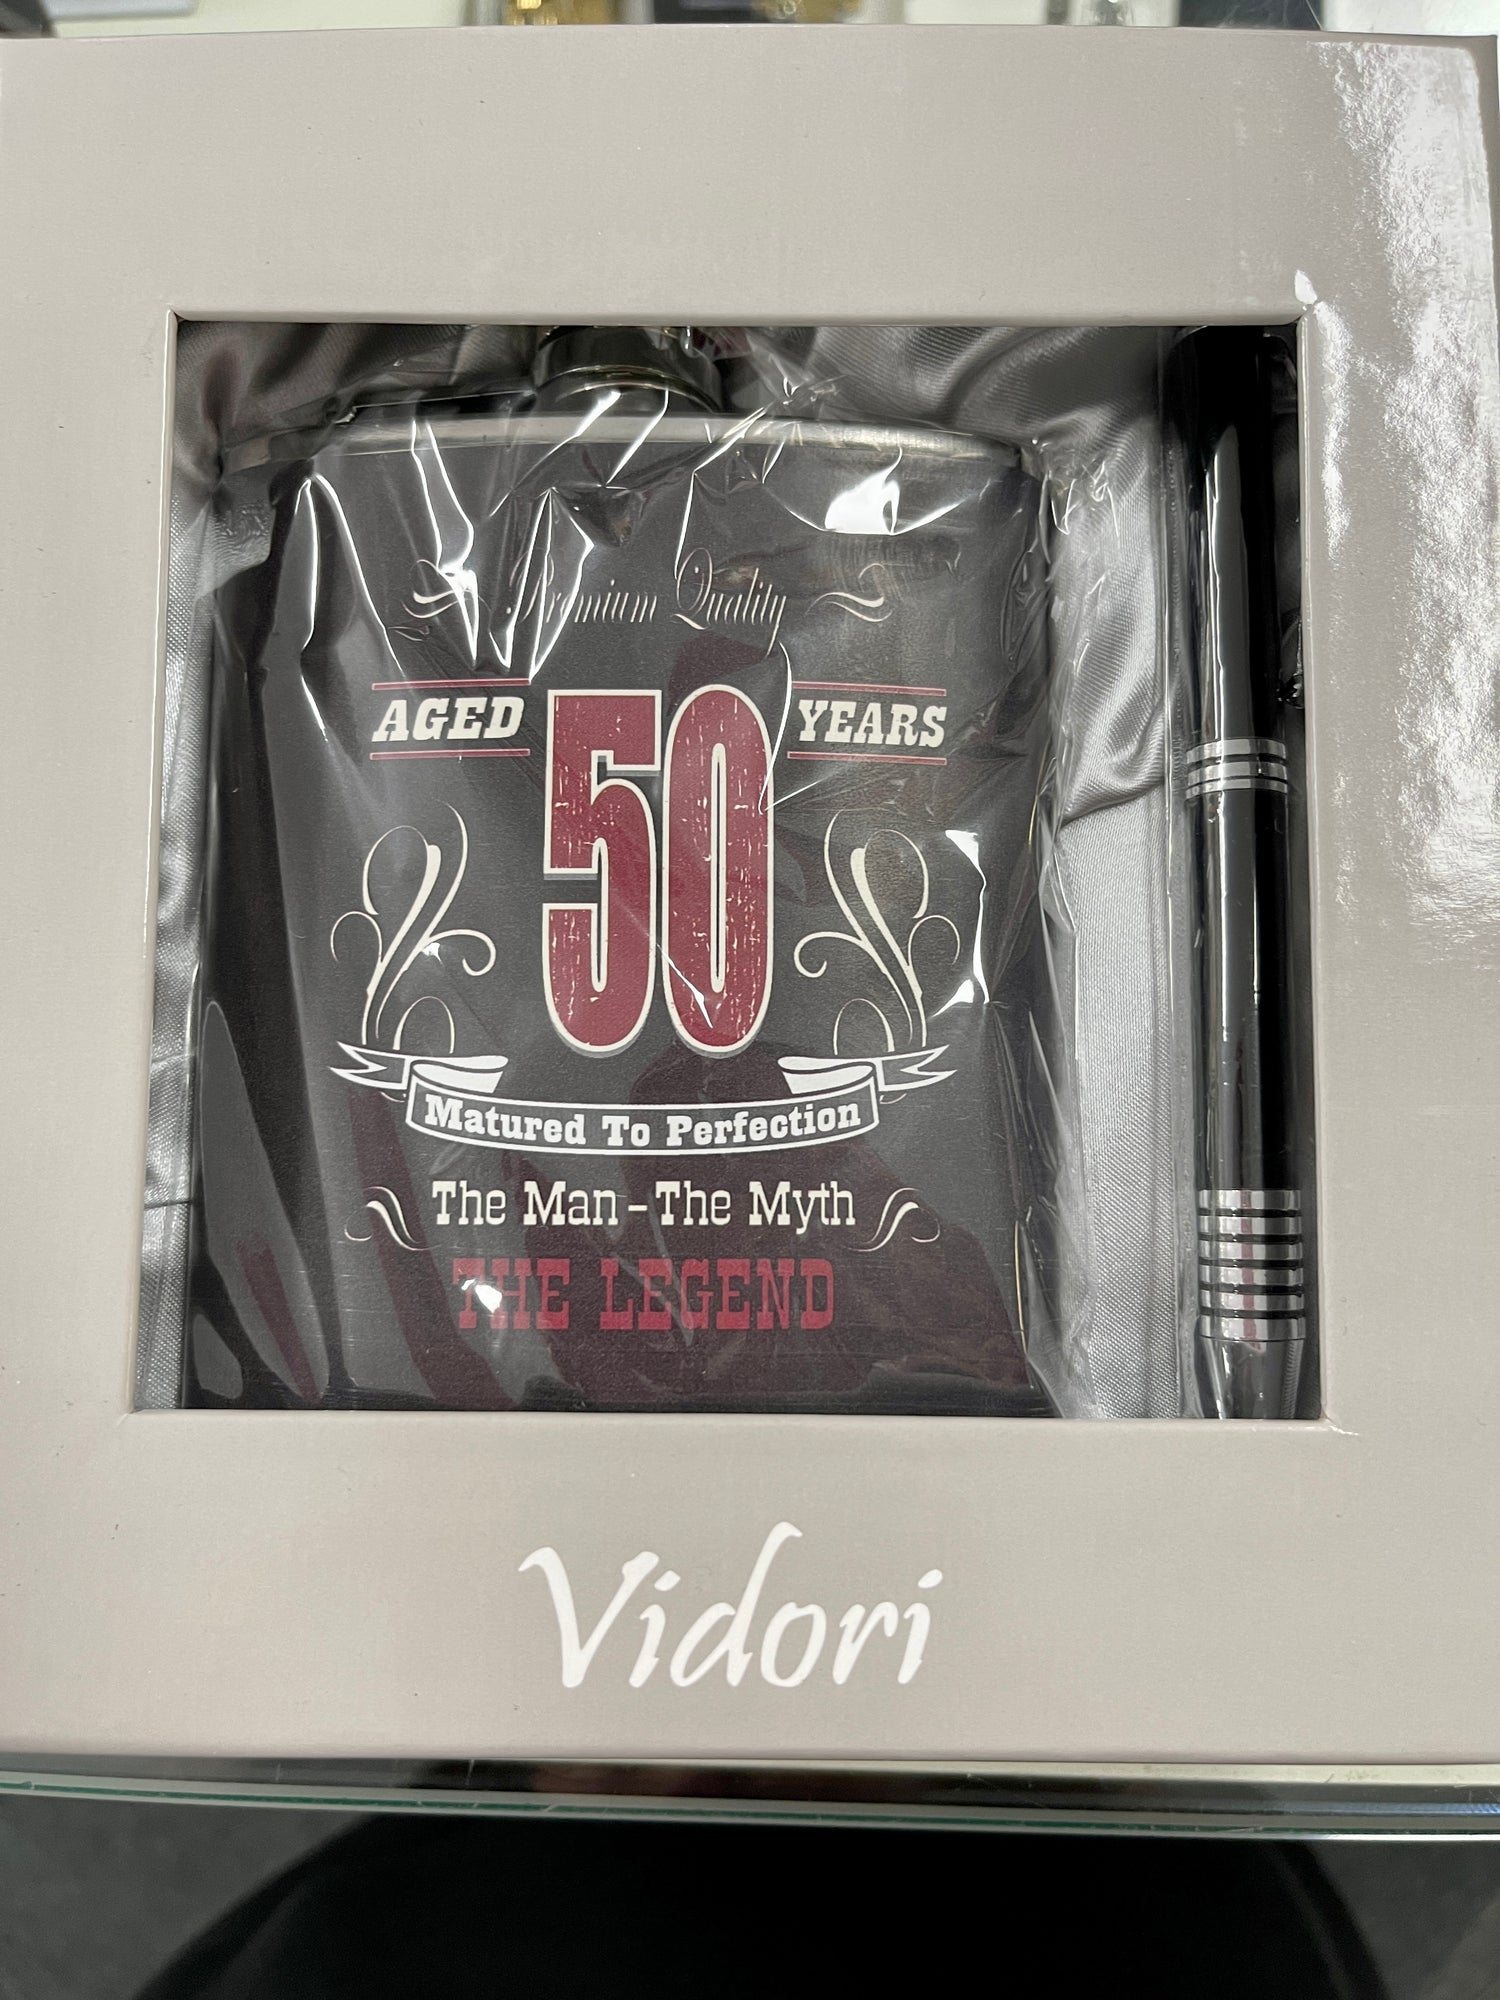 Premium Quality
AGED 50 YEARS
Matured To Perfection
The Man - The Myth
THE LEGEND
Vidori